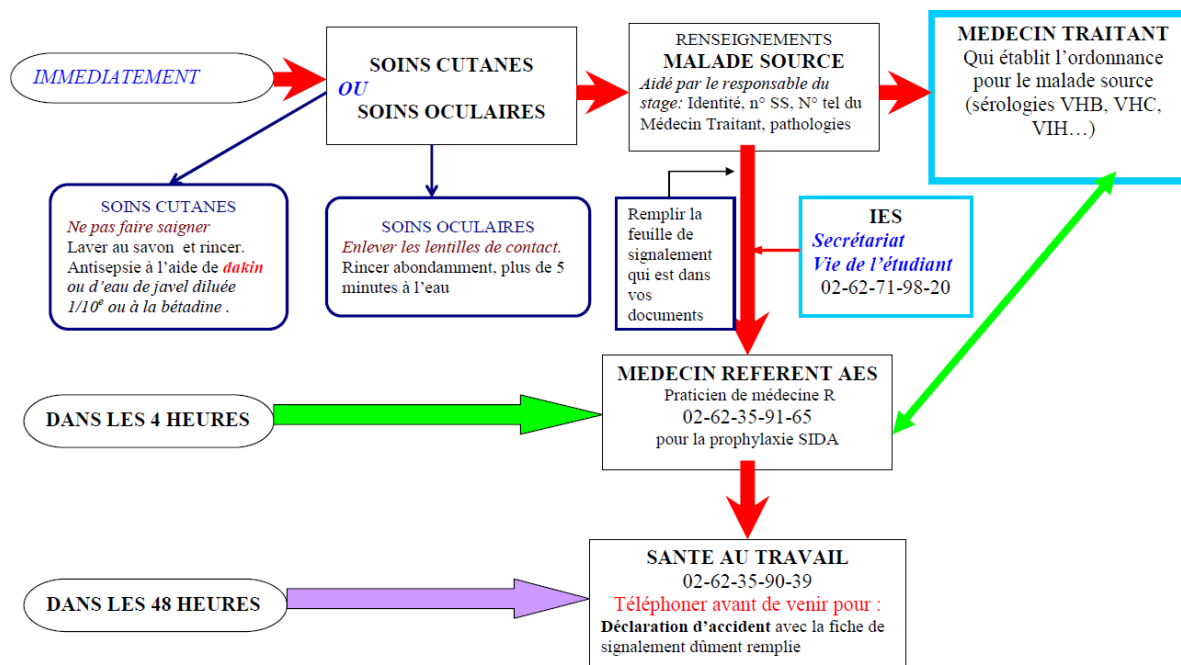 IMMEDIATEMENT
SOINS CUTANES
OU
SOINS OCULAIRES
RENSEIGNEMENTS
MALADE SOURCE
Aidé par le responsable du
stage: Identité, n° SS, N° tel du
Médecin Traitant, pathologies
MEDECIN TRAITANT
Qui établit l’ordonnance
pour le malade source
(sérologies VHB, VHC,
VIH…)
SOINS CUTANES
Ne pas faire saigner
Laver au savon et rincer.
Antisepsie à l’aide de dakin
ou d’eau de javel diluée
1/10e ou à la bétadine .
SOINS OCULAIRES
Enlever les lentilles de contact.
Rincer abondamment, plus de 5
minutes à l’eau
Remplir la
feuille de
signalement
qui est dans
vos
documents
IES
Secrétariat
Vie de l’étudiant
02-62-71-98-20
DANS LES 4 HEURES
MEDECIN REFERENT AES
Praticien de médecine R
02-62-35-91-65
pour la prophylaxie SIDA
DANS LES 48 HEURES
SANTE AU TRAVAIL
02-62-35-90-39
Téléphoner avant de venir pour :
Déclaration d’accident avec la fiche de
signalement dûment remplie